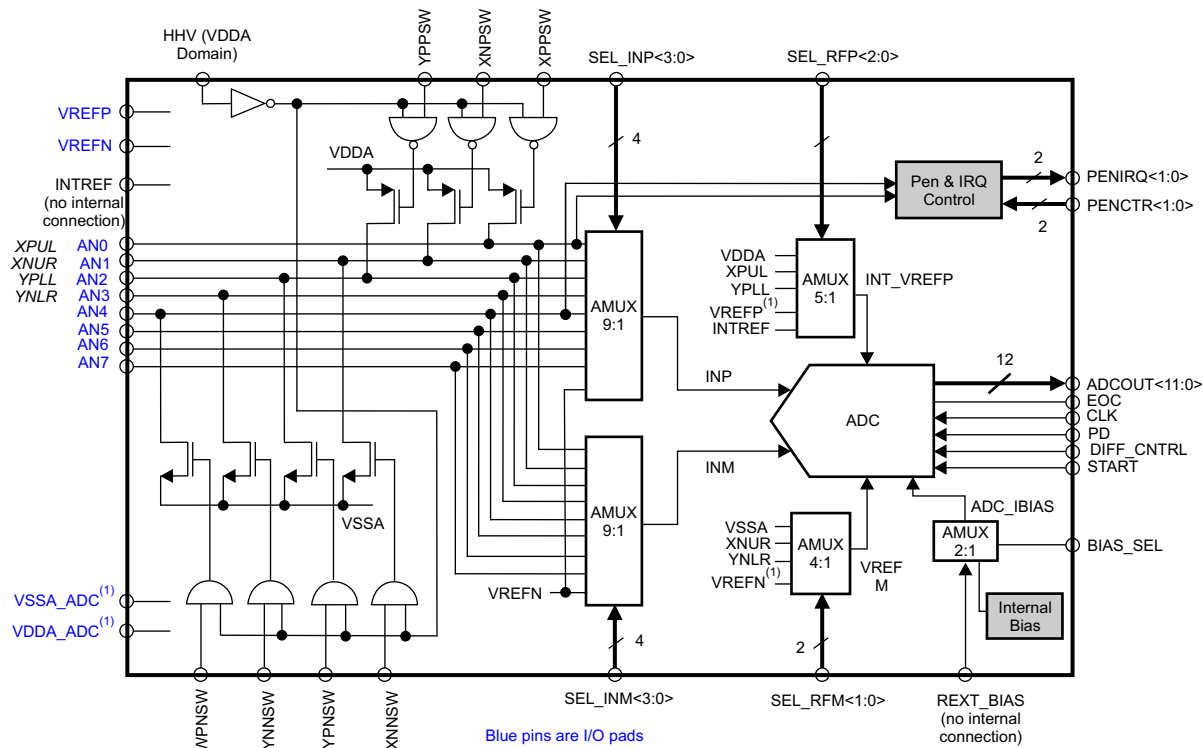 HHV (VDDA
Domain)
YPPSW
XNPSW
XPPSW
SEL_INP<3:0>
SEL_RFP<2:0>
VREFP
VREFN
INTREF
(no internal
connection)
VDDA
4
Pen & IRQ
Control
2
PENIRQ<1:0>
2
PENCTR<1:0>
XPUL AN0
XNUR AN1
YPLL AN2
YNLR AN3
AN4
AN5
AN6
AN7
AMUX
9:1
VDDA
XPUL
YPLL
VREFP(1)
INTREF
AMUX
5:1
INT_VREFP
INP
ADC
12
ADCOUT<11:0>
EOC
CLK
PD
DIFF_CNTRL
START
INM
AMUX
9:1
VSSA
VREFN
VSSA
XNUR
YNLR
VREFN(1)
AMUX
4:1
VREF
M
ADC_IBIAS
AMUX
2:1
BIAS_SEL
Internal
Bias
VSSA_ADC(1)
VDDA_ADC(1)
4
2
WPNSW
YNNSW
YPNSW
XNNSW
SEL_INM<3:0>
SEL_RFM<1:0>
REXT_BIAS
(no internal
connection)
Blue pins are I/O pads